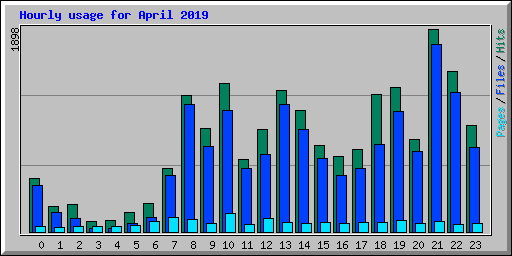 Hourly usage for April 2019
1898
Pages/Files/Hits
0 1 2 3 4 5 6 7 8 9 10 11 12 13 14 15 16 17 18 19 20 21 22 23